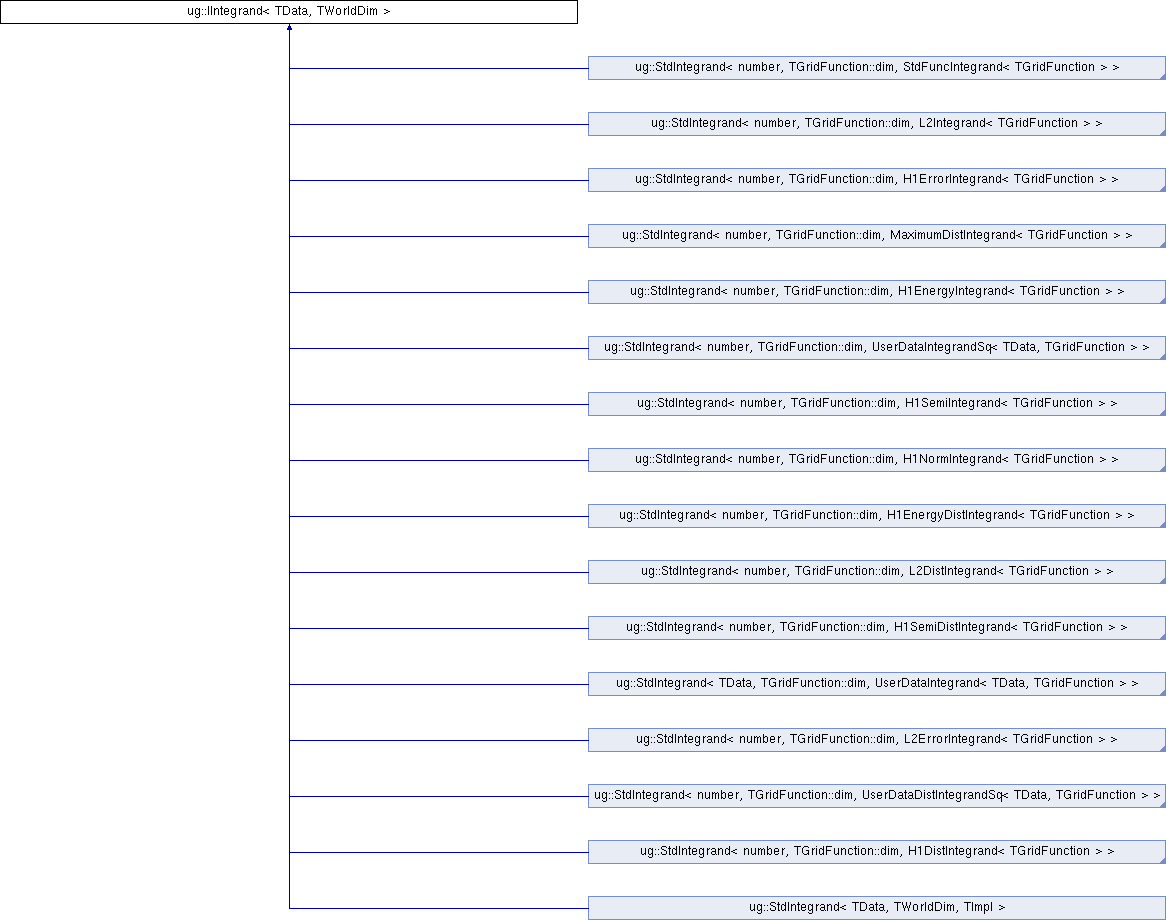 ug::IIntegrand< TData, TWorldDim >
ug::StdIntegrand< number, TGridFunction::dim, StdFuncIntegrand< TGridFunction > >
ug::StdIntegrand< number, TGridFunction::dim, L2Integrand< TGridFunction > >
ug::StdIntegrand< number, TGridFunction::dim, H1ErrorIntegrand< TGridFunction > >
ug::StdIntegrand< number, TGridFunction::dim, MaximumDistIntegrand< TGridFunction > >
ug::StdIntegrand< number, TGridFunction::dim, H1EnergyIntegrand< TGridFunction > >
ug::StdIntegrand< number, TGridFunction::dim, UserDataIntegrandSq< TData, TGridFunction > >
ug::StdIntegrand< number, TGridFunction::dim, H1SemiIntegrand< TGridFunction > >
ug::StdIntegrand< number, TGridFunction::dim, H1NormIntegrand< TGridFunction > >
ug::StdIntegrand< number, TGridFunction::dim, H1EnergyDistIntegrand< TGridFunction > >
ug::StdIntegrand< number, TGridFunction::dim, L2DistIntegrand< TGridFunction > >
ug::StdIntegrand< number, TGridFunction::dim, H1SemiDistIntegrand< TGridFunction > >
ug::StdIntegrand< TData, TGridFunction::dim, UserDataIntegrand< TData, TGridFunction > >
ug::StdIntegrand< number, TGridFunction::dim, L2ErrorIntegrand< TGridFunction > >
ug::StdIntegrand< number, TGridFunction::dim, UserDataDistIntegrandSq< TData, TGridFunction > >
ug::StdIntegrand< number, TGridFunction::dim, H1DistIntegrand< TGridFunction > >
ug::StdIntegrand< TData, TWorldDim, TImpl >